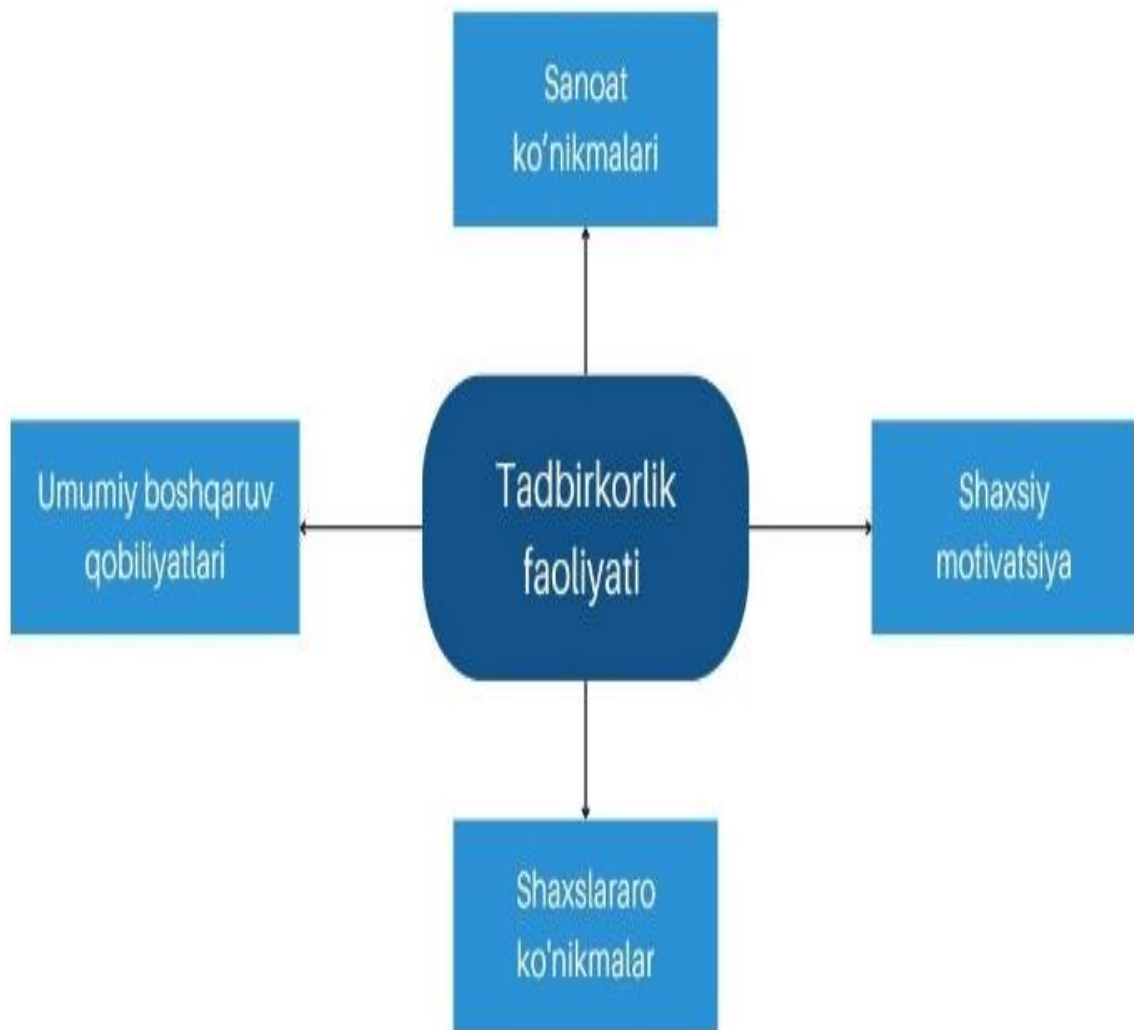 Sanoat
ko‘nikmalari
Umumiy boshqaruv
qobiliyatlari
Tadbirkorlik
faoliyati
Shaxsiy
motivatsiya
Shaxslararo
ko'nikmalar